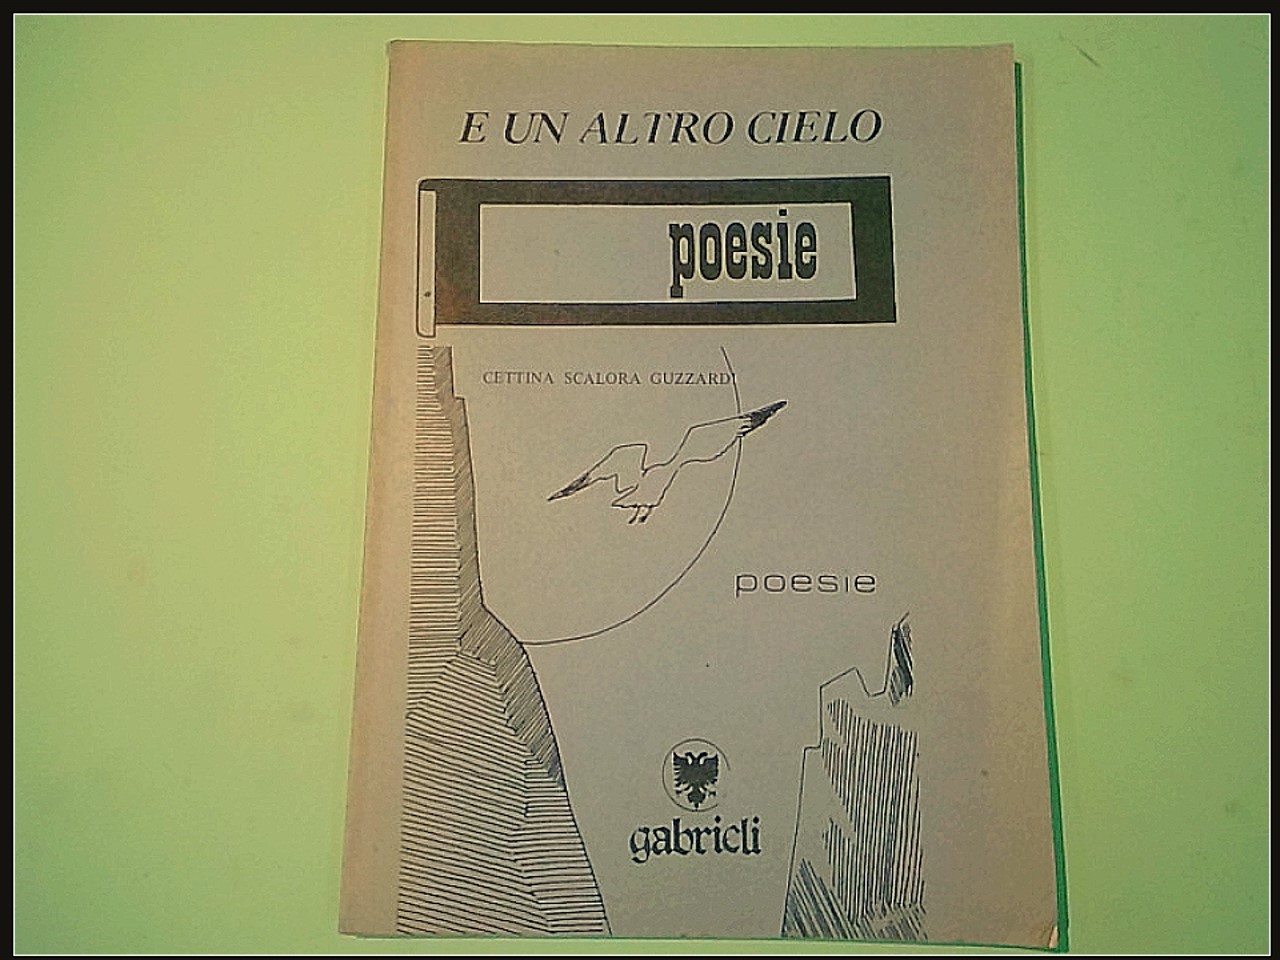 E UN ALTRO CIELO
poesie
CETTINA SCALORA GUZZARDI
poesie
gabrieli